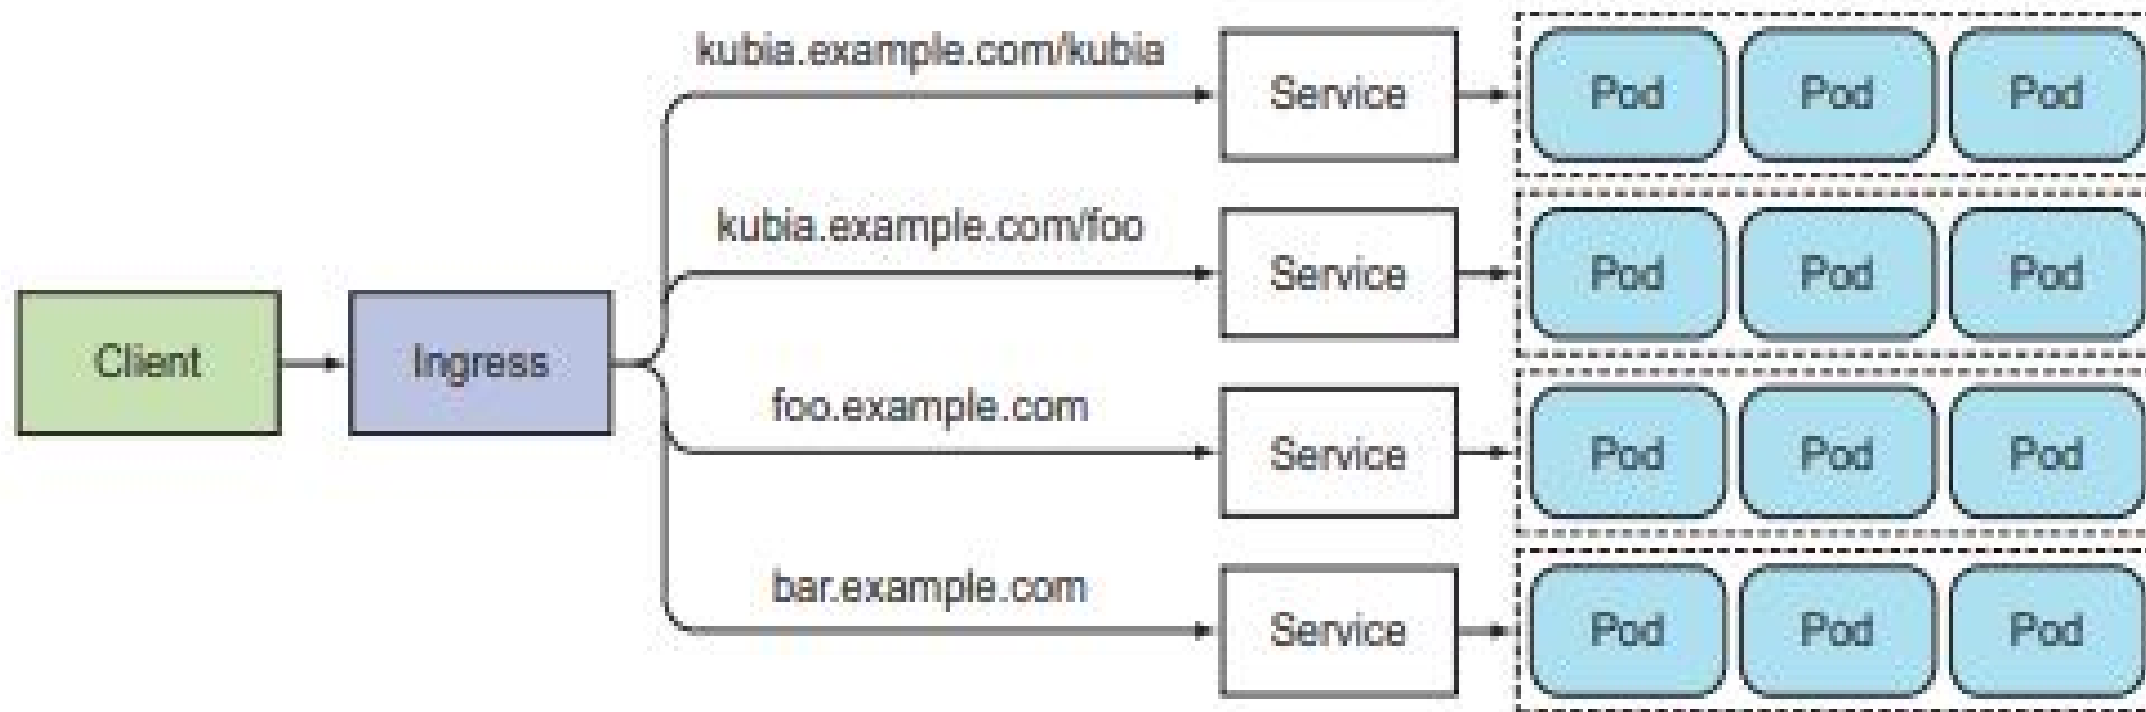 kubia.example.com/kubia
Service
Pod
Pod
Pod
kubia.example.com/foo
Service
Pod
Pod
Pod
Client
Ingress
foo.example.com
Service
Pod
Pod
Pod
bar.example.com
Service
Pod
Pod
Pod